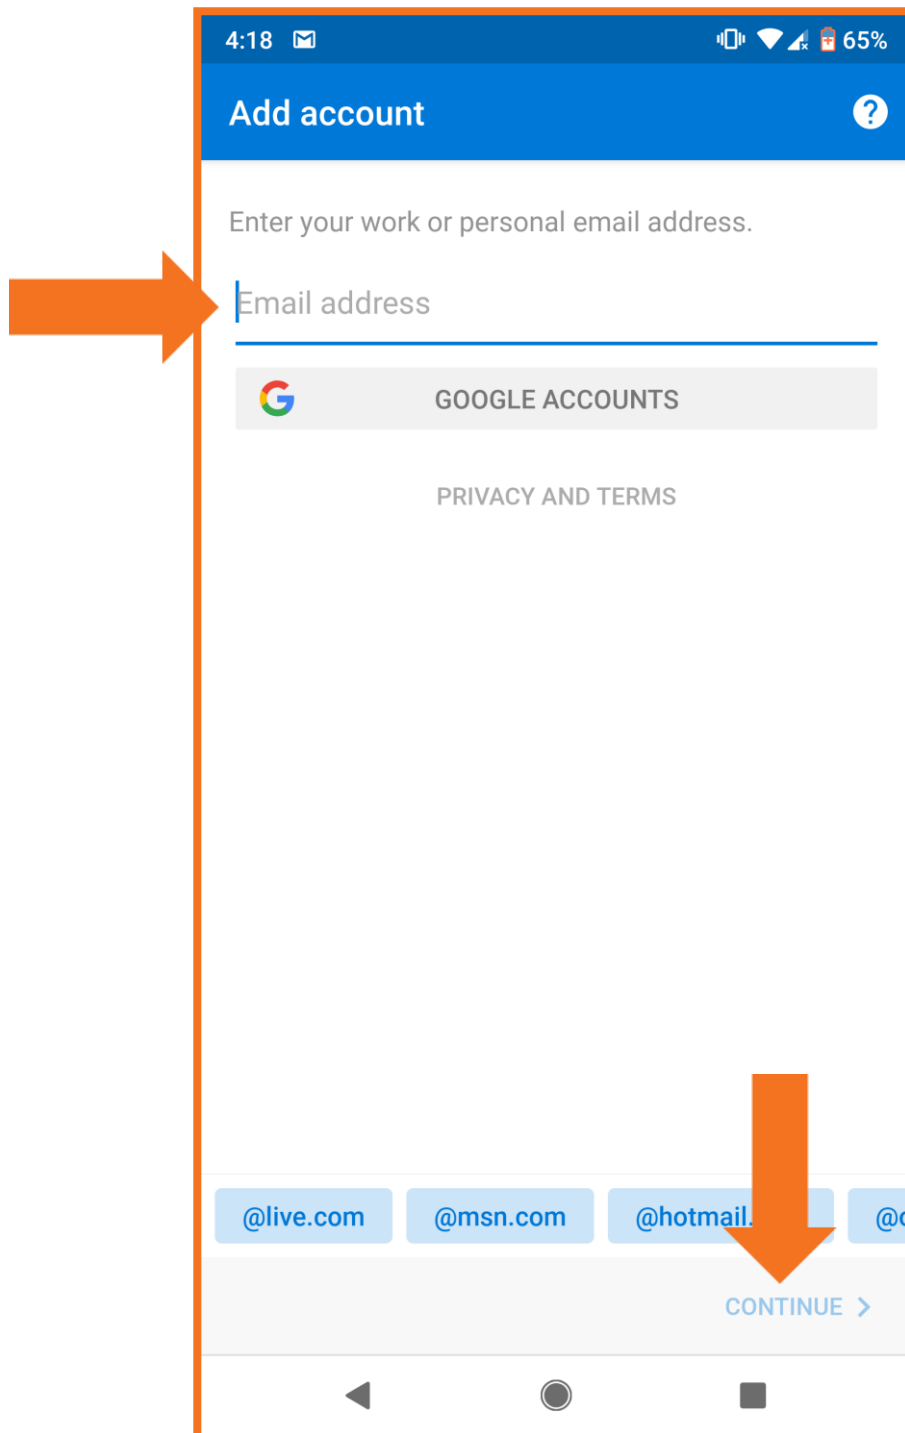 4:18 65%
Add account ?
Enter your work or personal email address.
Email address
GOOGLE ACCOUNTS
PRIVACY AND TERMS
@live.com @msn.com @hotmail.
CONTINUE >